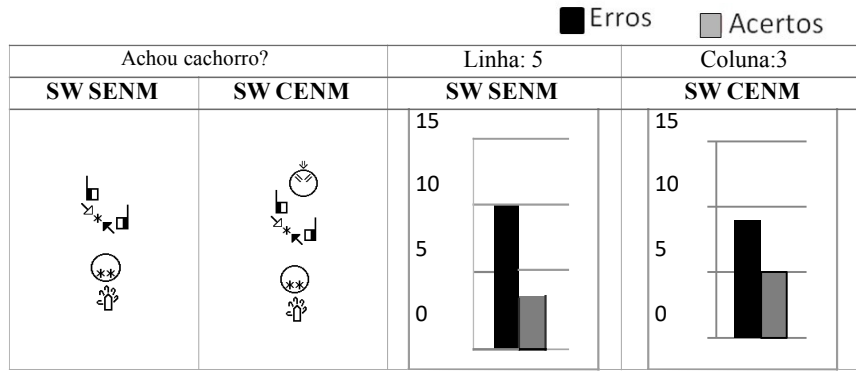 Erros Acertos
Achou cachorro? Linha: 5 Coluna:3
SW SENM SW CENM SW SENM SW CENM
15 15
10 10
5 5
0 0